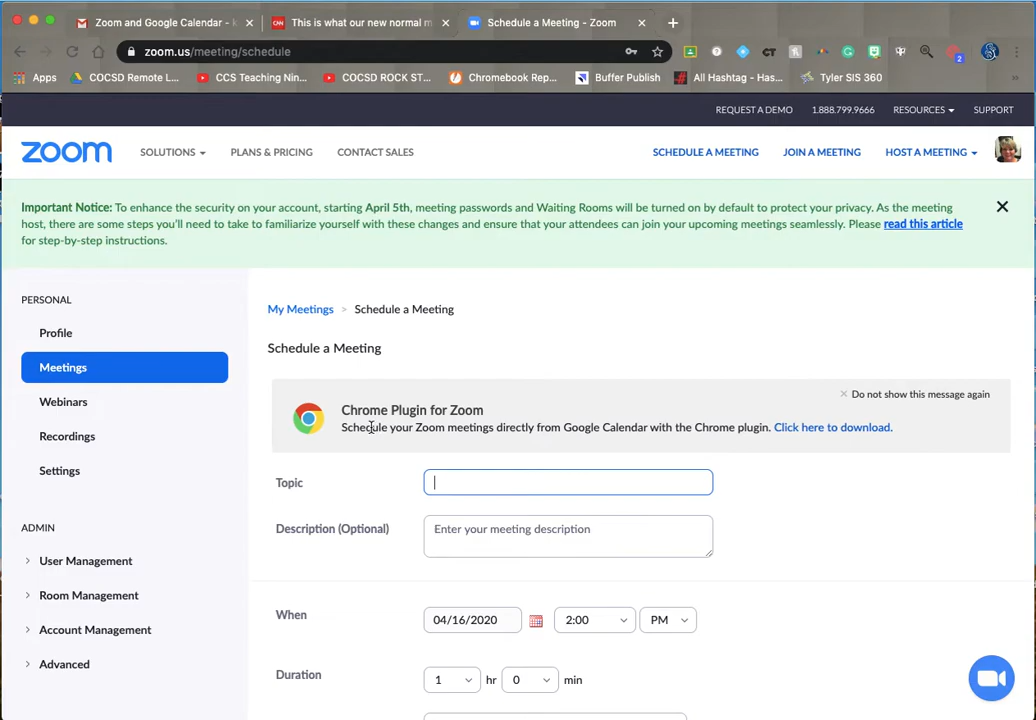 Zoom and Google Calendar - k
This is what our new normal m
Schedule a Meeting - Zoom
zoom.us/meeting/schedule
CT
2
Apps
COCSD Remote L...
CCS Teaching Nin...
COCSD ROCK ST...
Chromebook Rep...
Buffer Publish
All Hashtag - Has...
Tyler SIS 360
REQUEST A DEMO
1.888.799.9666
RESOURCES
SUPPORT
zoom
SOLUTIONS
PLANS & PRICING
CONTACT SALES
SCHEDULE A MEETING
JOIN A MEETING
HOST A MEETING
Important Notice: To enhance the security on your account, starting April 5th, meeting passwords and Waiting Rooms will be turned on by default to protect your privacy. As the meeting
host, there are some steps you'll need to take to familiarize yourself with these changes and ensure that your attendees can join your upcoming meetings seamlessly. Please read this article
for step-by-step instructions.
PERSONAL
Profile
Meetings
Webinars
Recordings
Settings
ADMIN
User Management
Room Management
Account Management
Advanced
My Meetings > Schedule a Meeting
Schedule a Meeting
Do not show this message again
Chrome Plugin for Zoom
Schedule your Zoom meetings directly from Google Calendar with the Chrome plugin. Click here to download.
Topic
Description (Optional)
Enter your meeting description
When
04/16/2020
2:00
PM
Duration
1
hr
0
min